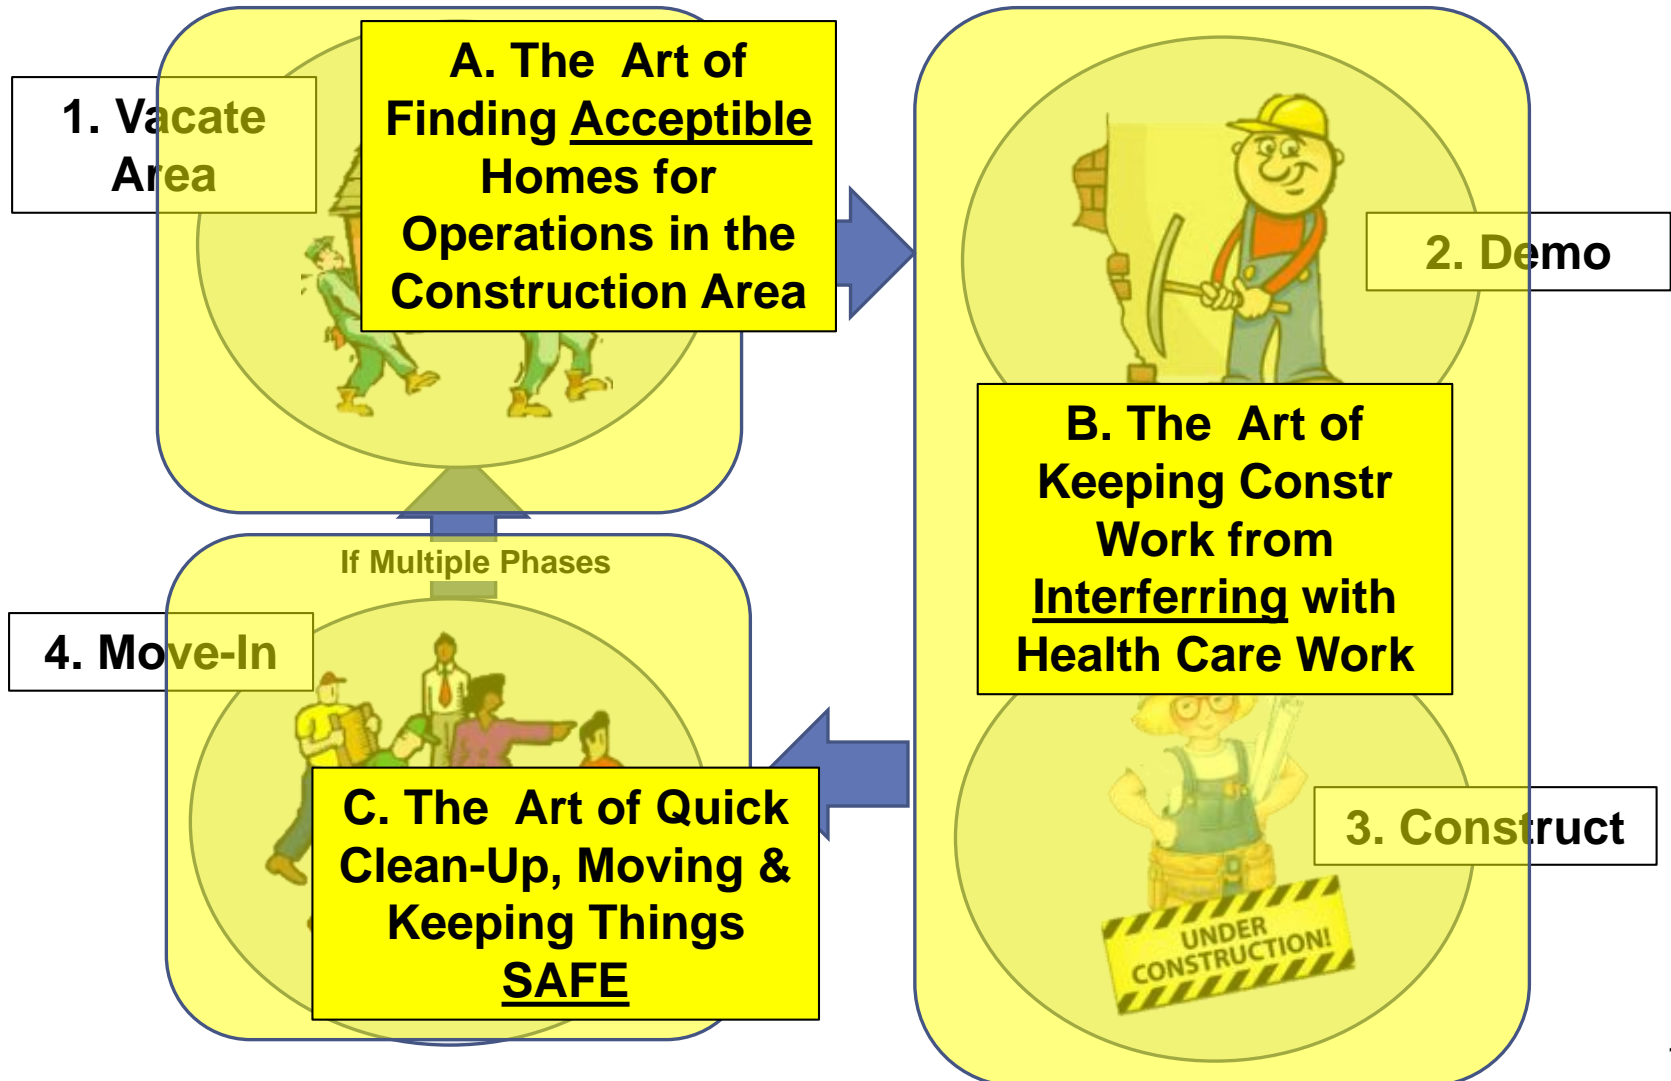 1. Vacate
Area
A. The Art of
Finding Acceptible
Homes for
Operations in the
Construction Area
2. Demo
B. The Art of
Keeping Constr
Work from
Interferring with
Health Care Work
If Multiple Phases
4. Move-In
C. The Art of Quick
Clean-Up, Moving &
Keeping Things
SAFE
3. Construct
UNDER
CONSTRUCTION!